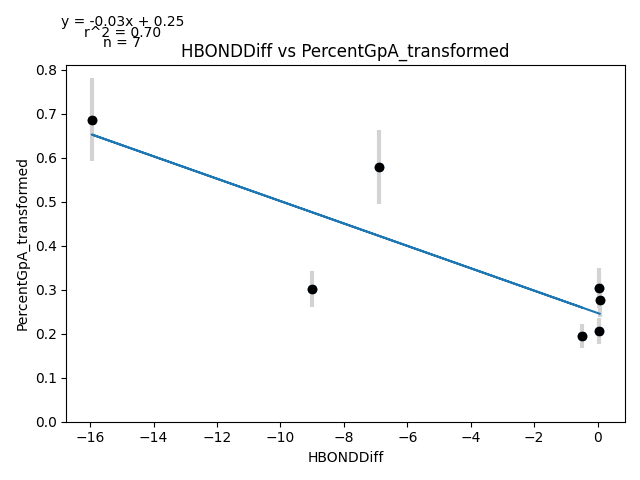 y = -0.03x + 0.25
r^2 = 0.70
n = 7
HBONDDiff vs PercentGpA_transformed
PercentGpA_transformed
0.8
0.7
0.6
0.5
0.4
0.3
0.2
0.1
0.0
−16 −14 −12 −10 −8 −6 −4 −2 0
HBONDDiff